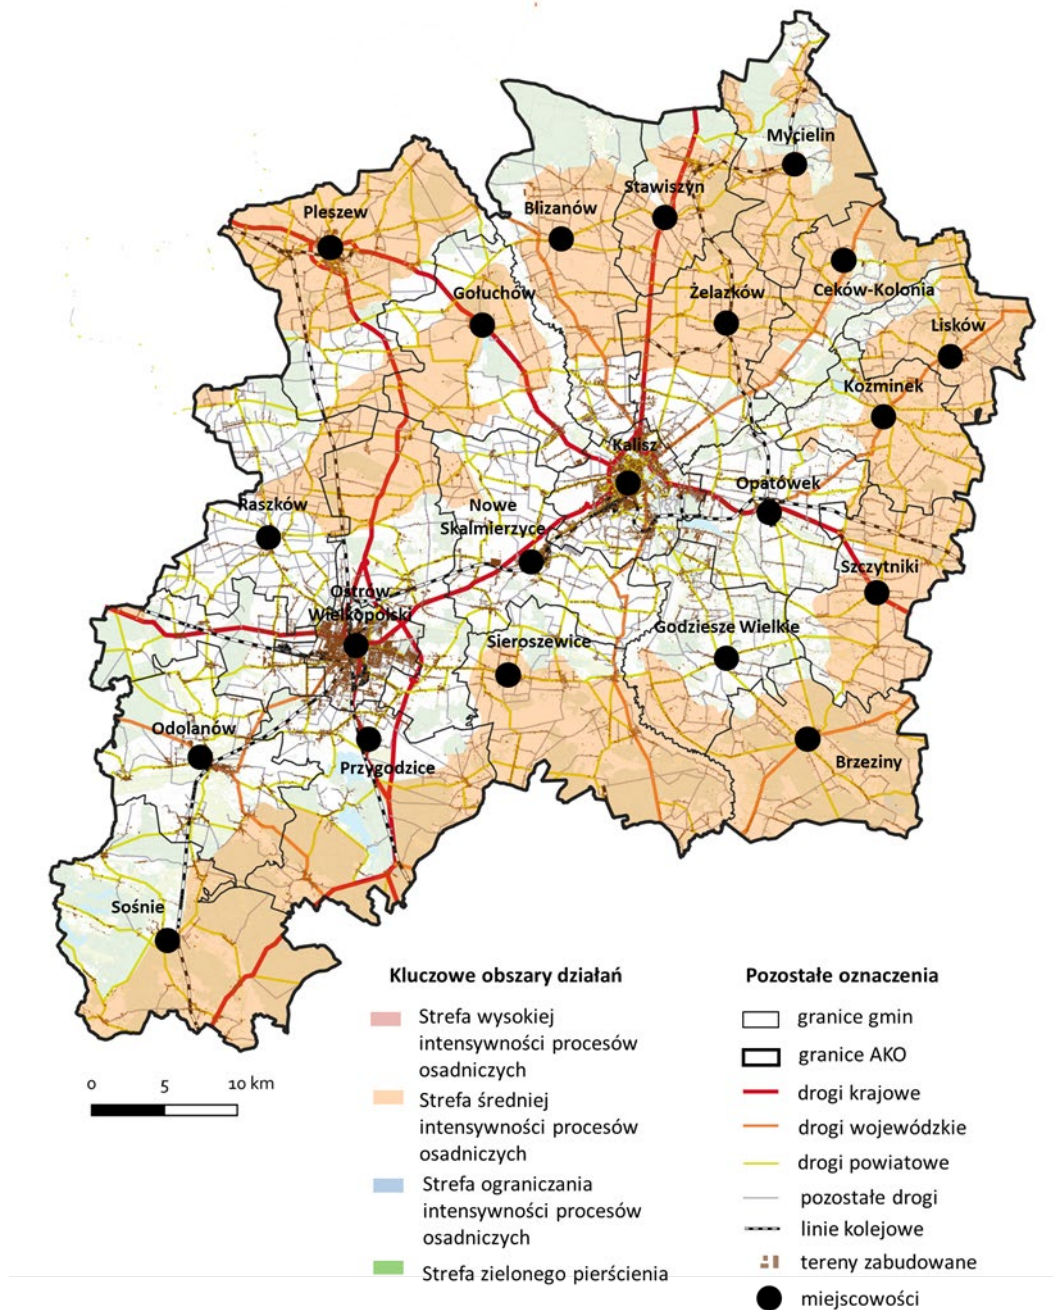 Mycielin
Stawiszyn
Blizanów
Pleszew
Ceków-Kolonia
Żelazków
Gołuchów
Lisków
Koźminek
Kalisz
Opatówek
Nowe
Skalmierzyce
Raszków
Szczytniki
Ostrów
Wielkopolski
Godziesze Wielkie
Sieroszewice
Odolanów
Przygodzice
Brzeziny
Sośnie
0 5 10 km
Kluczowe obszary działań
Strefa wysokiej
intensywności procesów
osadniczych
Strefa średniej
intensywności procesów
osadniczych
Strefa ograniczania
intensywności procesów
osadniczych
Strefa zielonego pierścienia
Pozostałe oznaczenia
granice gmin
granice AKO
drogi krajowe
drogi wojewódzkie
drogi powiatowe
pozostałe drogi
linie kolejowe
tereny zabudowane
miejscowości